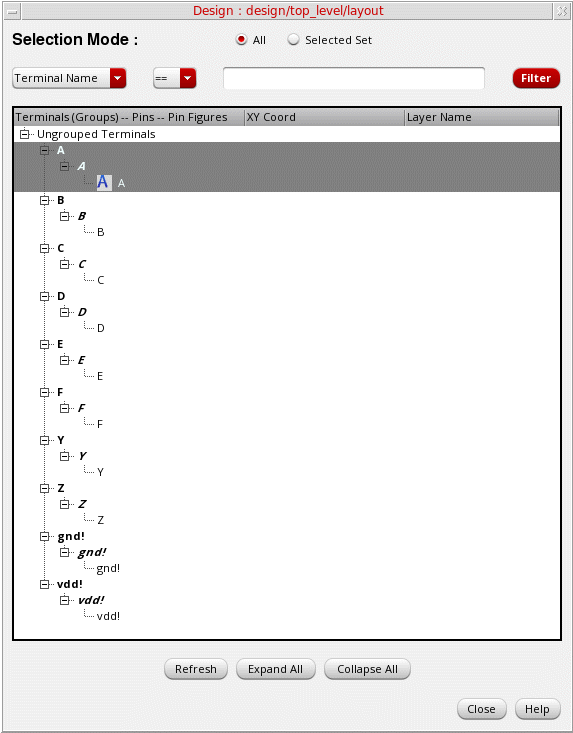 Design : design/top_level/layout
Selection Mode : All Selected Set
Terminal Name == Filter
Terminals (Groups) -- Pins -- Pin Figures XY Coord Layer Name
Ungrouped Terminals
A
A
A A
B
B
B
C
C
C
D
D
D
E
E
E
F
F
F
Y
Y
Y
Z
Z
Z
gnd!
gnd!
gnd!
vdd!
vdd!
vdd!
Refresh Expand All Collapse All
Close Help